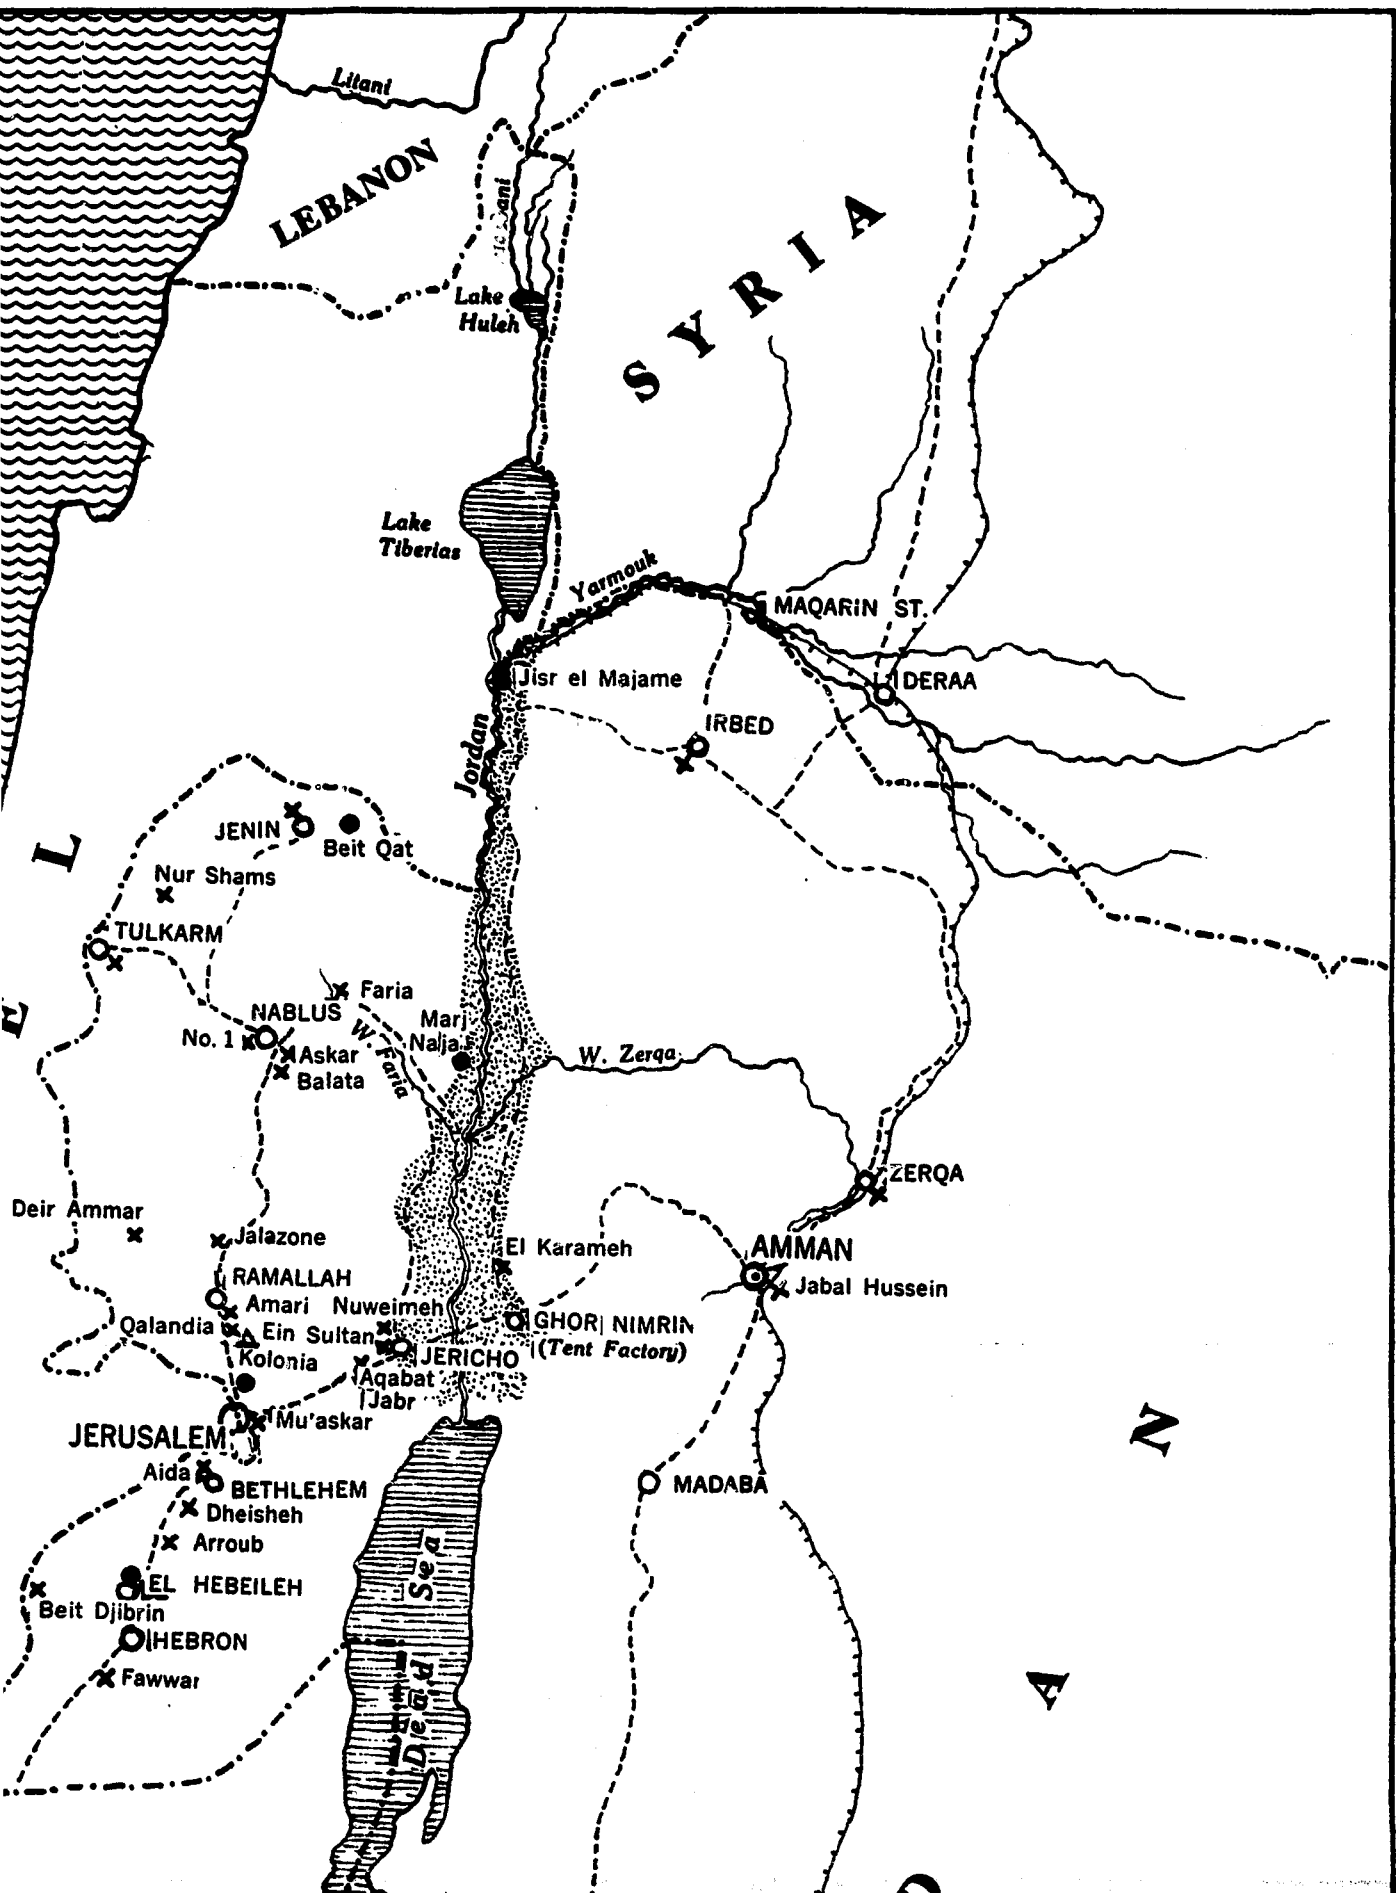 Litani
LEBANON
SYRIA
Lake
Huleh
Lake
Tiberias
Yarmouk
MAQARIN ST.
DERAA
Jisr el Majame
IRBED
Jordan
L
JENIN
Beit Qat
Nur Shams
TULKARM
E
Faria
NABLUS
No. 1
Askar
Balata
W. Faria
Marj
Naja
W. Zerqa
ZERQA
Deir Ammar
Jalazone
El Karameh
AMMAN
Jabal Hussein
RAMALLAH
Amari
Nuweimeh
Qalandia
Ein Sultan
GHOR NIMRIN
(Tent Factory)
Kolonia
JERICHO
Aqabat
Jabr
Mu'askar
JERUSALEM
Aida
BETHLEHEM
MADABA
Dheisheh
Arroub
EL HEBEILEH
Beit Djibrin
HEBRON
Fawwar
Dead Sea
N
A